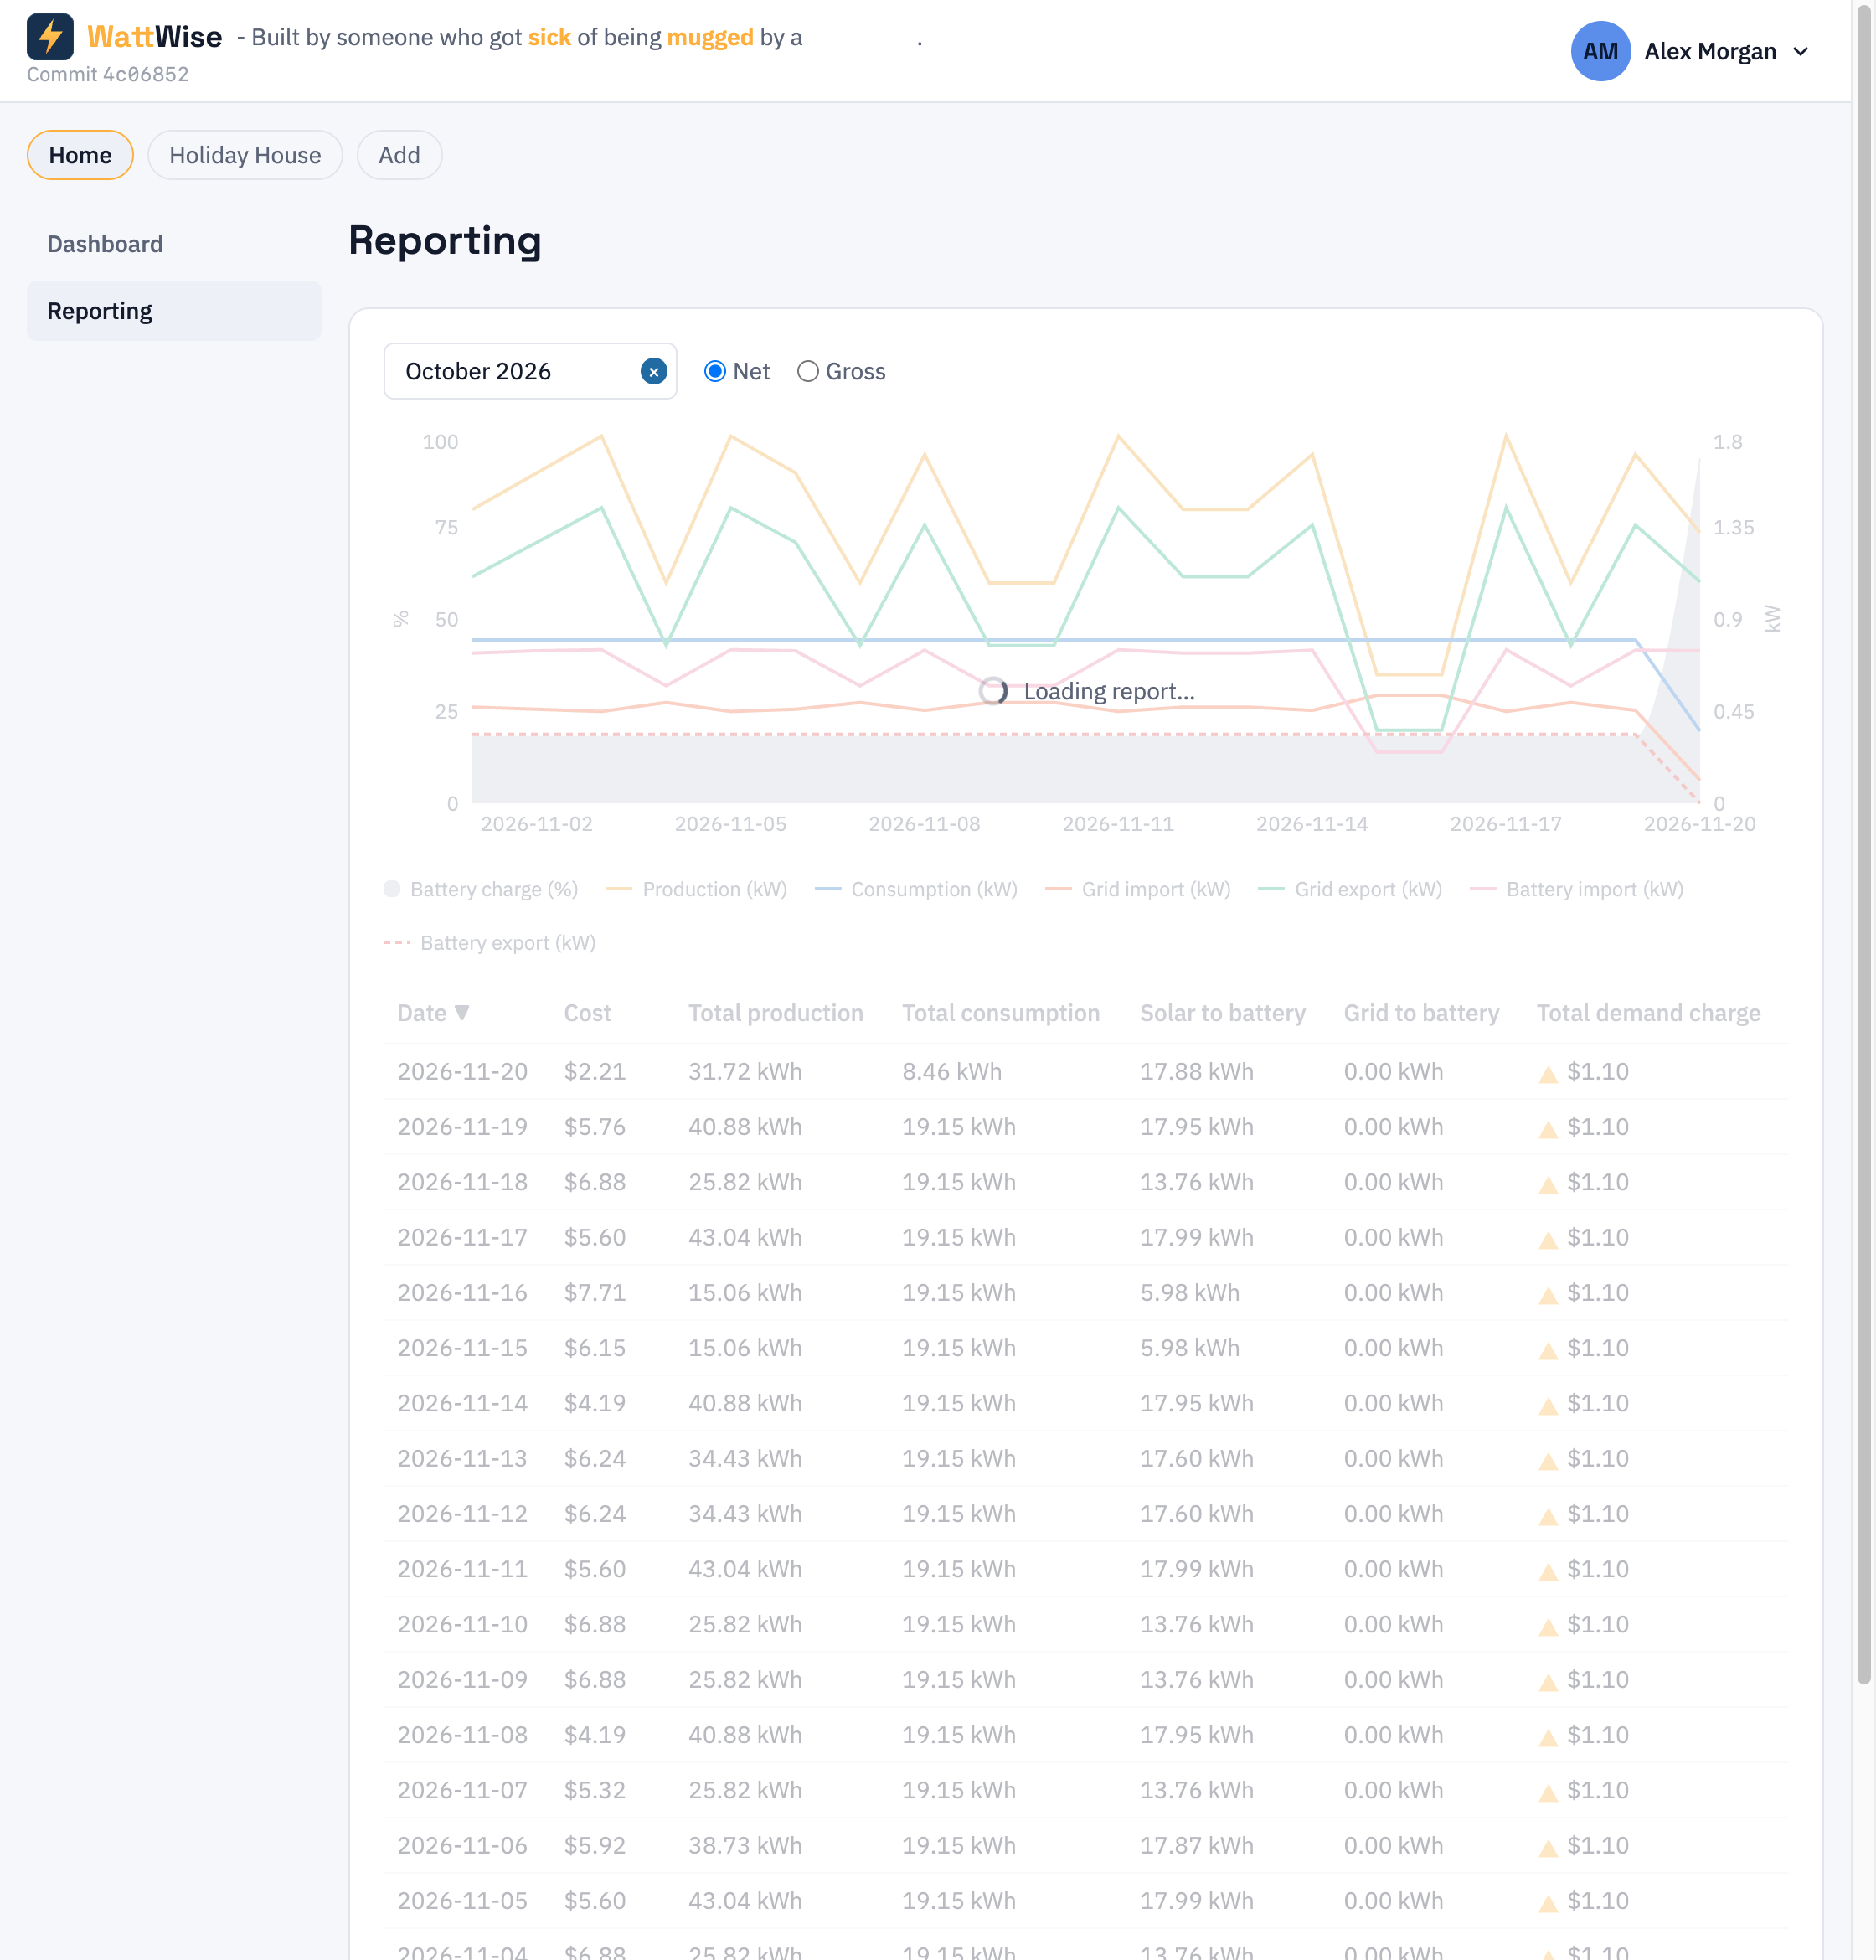 WattWise - Built by someone who got sick of being mugged by a .
Commit 4c06852
AM Alex Morgan
Home Holiday House Add
Dashboard
Reporting
Reporting
October 2026 Net Gross
100 1.8
75 1.35
% 50 0.9 kW
Loading report...
25 0.45
0 0
2026-11-02 2026-11-05 2026-11-08 2026-11-11 2026-11-14 2026-11-17 2026-11-20
Battery charge (%) Production (kW) Consumption (kW) Grid import (kW) Grid export (kW) Battery import (kW)
Battery export (kW)
Date ▼ Cost Total production Total consumption Solar to battery Grid to battery Total demand charge
2026-11-20 $2.21 31.72 kWh 8.46 kWh 17.88 kWh 0.00 kWh $1.10
2026-11-19 $5.76 40.88 kWh 19.15 kWh 17.95 kWh 0.00 kWh $1.10
2026-11-18 $6.88 25.82 kWh 19.15 kWh 13.76 kWh 0.00 kWh $1.10
2026-11-17 $5.60 43.04 kWh 19.15 kWh 17.99 kWh 0.00 kWh $1.10
2026-11-16 $7.71 15.06 kWh 19.15 kWh 5.98 kWh 0.00 kWh $1.10
2026-11-15 $6.15 15.06 kWh 19.15 kWh 5.98 kWh 0.00 kWh $1.10
2026-11-14 $4.19 40.88 kWh 19.15 kWh 17.95 kWh 0.00 kWh $1.10
2026-11-13 $6.24 34.43 kWh 19.15 kWh 17.60 kWh 0.00 kWh $1.10
2026-11-12 $6.24 34.43 kWh 19.15 kWh 17.60 kWh 0.00 kWh $1.10
2026-11-11 $5.60 43.04 kWh 19.15 kWh 17.99 kWh 0.00 kWh $1.10
2026-11-10 $6.88 25.82 kWh 19.15 kWh 13.76 kWh 0.00 kWh $1.10
2026-11-09 $6.88 25.82 kWh 19.15 kWh 13.76 kWh 0.00 kWh $1.10
2026-11-08 $4.19 40.88 kWh 19.15 kWh 17.95 kWh 0.00 kWh $1.10
2026-11-07 $5.32 25.82 kWh 19.15 kWh 13.76 kWh 0.00 kWh $1.10
2026-11-06 $5.92 38.73 kWh 19.15 kWh 17.87 kWh 0.00 kWh $1.10
2026-11-05 $5.60 43.04 kWh 19.15 kWh 17.99 kWh 0.00 kWh $1.10
2026-11-04 $6.88 25.82 kWh 19.15 kWh 13.76 kWh 0.00 kWh $1.10